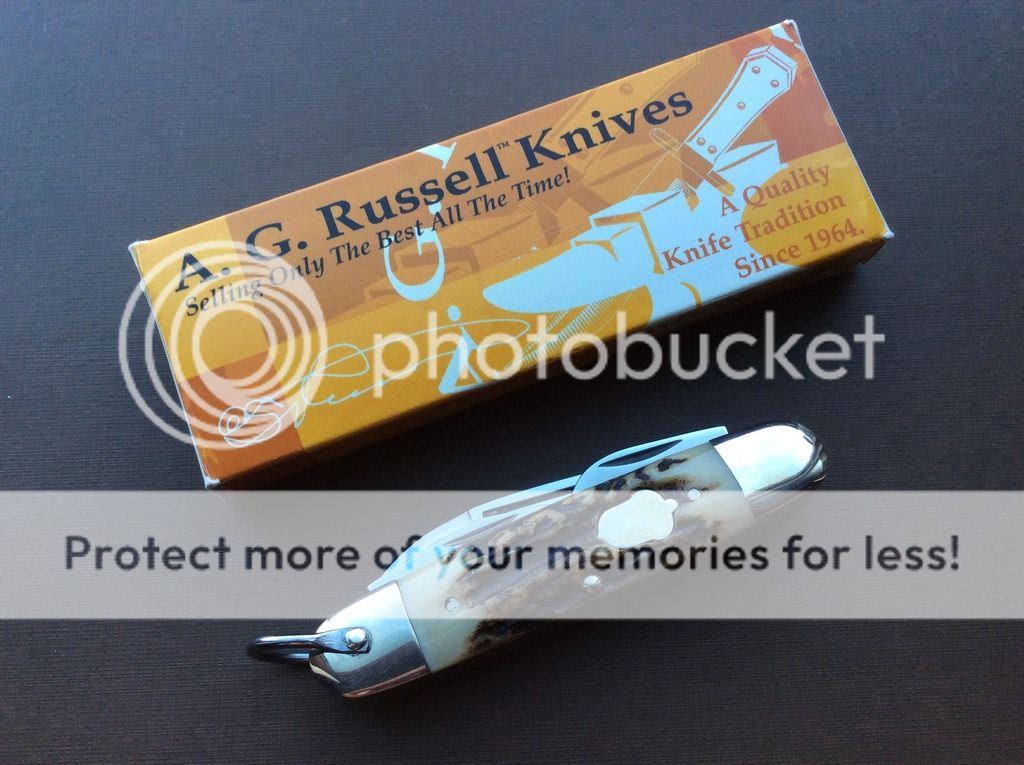 A. G. Russell™ Knives
Selling Only The Best All The Time!
A Quality
Knife Tradition
Since 1964.
photobucket
Protect more of your memories for less!